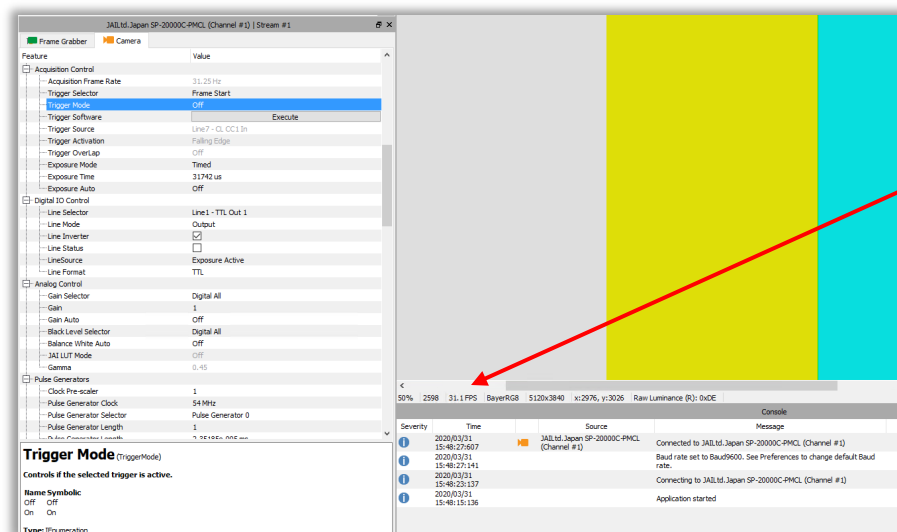 JAILtd.Japan SP-20000C-PMCL (Channel #1) | Stream #1
Frame Grabber Camera
Feature Value
Acquisition Control
Acquisition Frame Rate 31.25 Hz
Trigger Selector Frame Start
Trigger Mode Off
Trigger Software Execute
Trigger Source Line7 - CL CC1 In
Trigger Activation Falling Edge
Trigger OverLap Off
Exposure Mode Timed
Exposure Time 31742 us
Exposure Auto Off
Digital IO Control
Line Selector Line1 - TTL Out 1
Line Mode Output
Line Inverter
Line Status
LineSource Exposure Active
Line Format TTL
Analog Control
Gain Selector Digital All
Gain 1
Gain Auto Off
Black Level Selector Digital All
Balance White Auto Off
JAI LUT Mode Off
Gamma 0.45
Pulse Generators
Clock Pre-scaler 1
Pulse Generator Clock 54 MHz
Pulse Generator Selector Pulse Generator 0
Pulse Generator Length 1
Pulse Generator Length
Trigger Mode (TriggerMode)
Controls if the selected trigger is active.
Name Symbolic
Off Off
On On
Type: IEnumeration
50% 2598 31.1 FPS BayerRG8 5120x3840 x:2976, y:3026 Raw Luminance (R): 0xDE
Console
Severity Time Source Message
2020/03/31
15:48:27:607
JAILtd.Japan SP-20000C-PMCL
(Channel #1)
Connected to JAILtd.Japan SP-20000C-PMCL (Channel #1)
2020/03/31
15:48:27:141
Baud rate set to Baud9600. See Preferences to change default Baud
rate.
2020/03/31
15:48:23:137
Connecting to JAILtd.Japan SP-20000C-PMCL (Channel #1)
2020/03/31
15:48:15:136
Application started